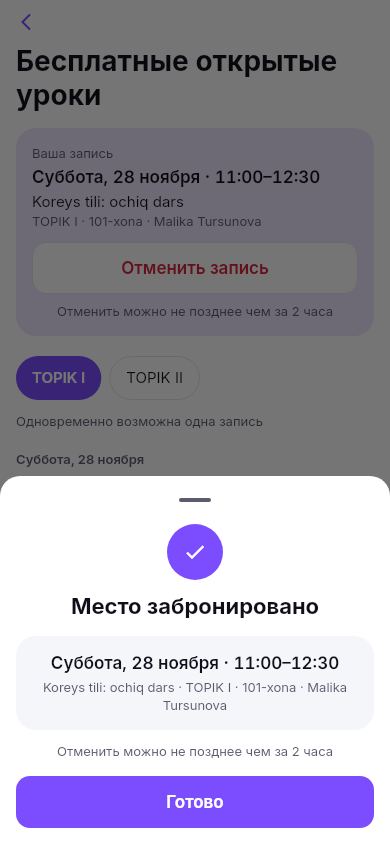 Бесплатные открытые
уроки
Ваша запись
Суббота, 28 ноября · 11:00–12:30
Koreys tili: ochiq dars
TOPIK I · 101-xona · Malika Tursunova
Отменить запись
Отменить можно не позднее чем за 2 часа
TOPIK I
TOPIK II
Одновременно возможна одна запись
Суббота, 28 ноября
Место забронировано
Суббота, 28 ноября · 11:00–12:30
Koreys tili: ochiq dars · TOPIK I · 101-xona · Malika
Tursunova
Отменить можно не позднее чем за 2 часа
Готово